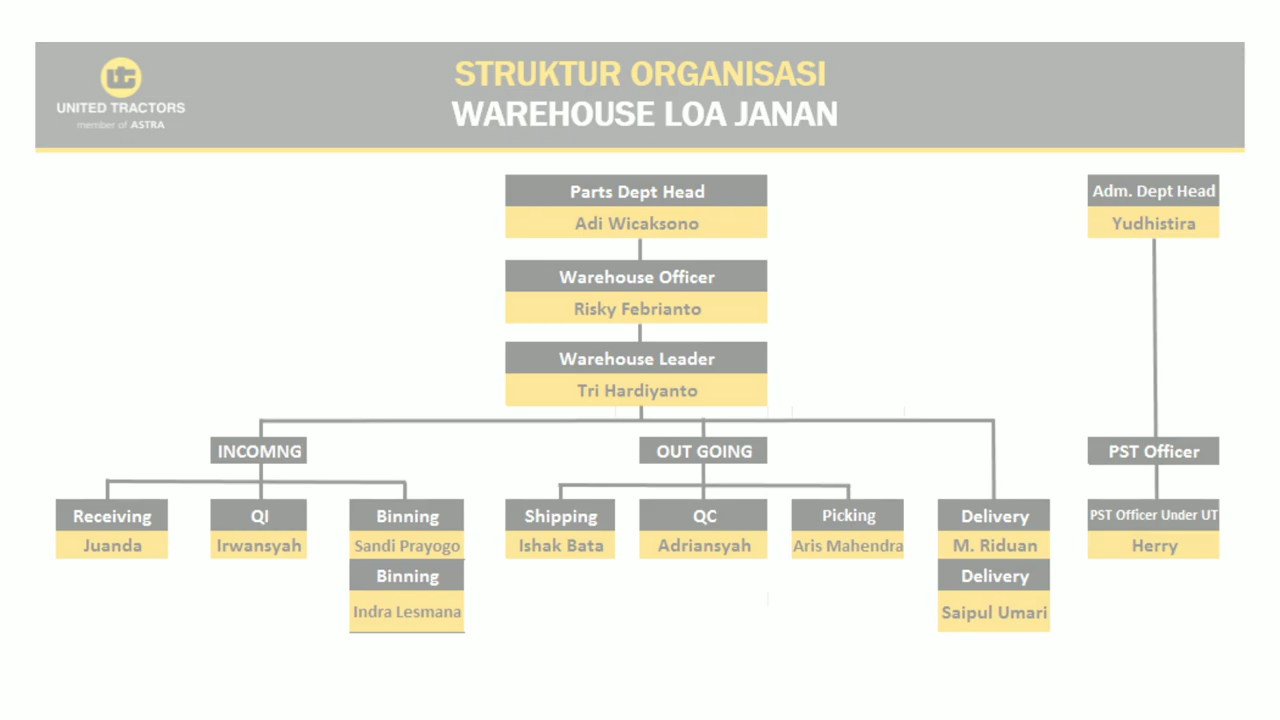 STRUKTUR ORGANISASI
WAREHOUSE LOA JANAN
UNITED TRACTORS
member of ASTRA
Parts Dept Head
Adi Wicaksono
Warehouse Officer
Risky Febrianto
Warehouse Leader
Tri Hardiyanto
Adm. Dept Head
Yudhistira
INCOMNG
OUT GOING
PST Officer
Receiving
Juanda
QI
Irwansyah
Binning
Sandi Prayogo
Binning
Indra Lesmana
Shipping
Ishak Bata
QC
Adriansyah
Picking
Aris Mahendra
Delivery
M. Riduan
Delivery
Saipul Umari
PST Officer Under UT
Herry